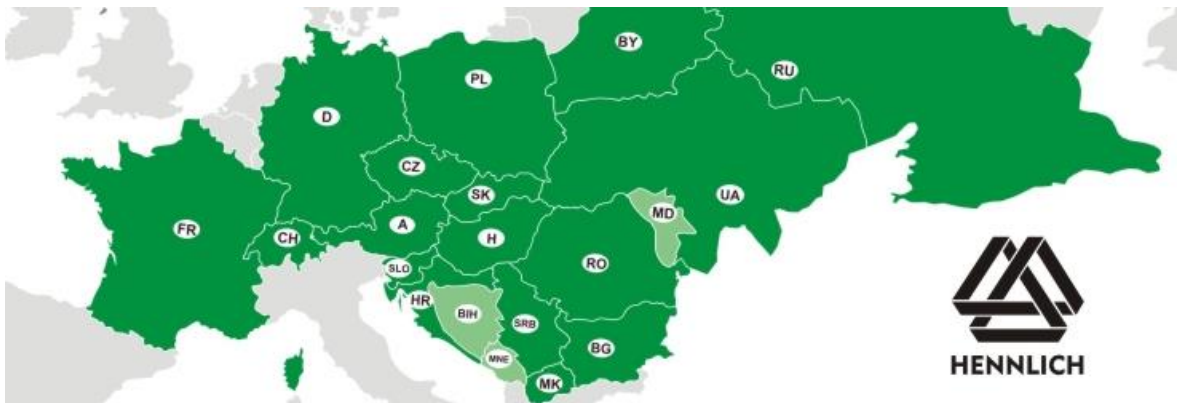 BY
RU
PL
D
CZ
SK
UA
MD
A
FR
CH
H
RO
SLO
HR
BIH
SRB
BG
MNE
MK
HENNLICH